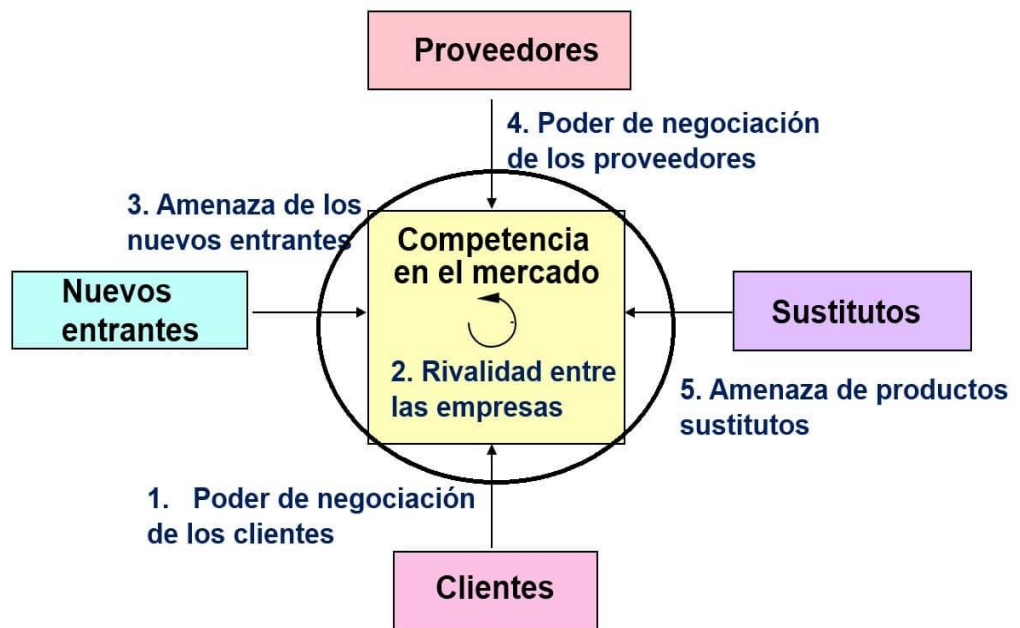 Proveedores
4. Poder de negociación
de los proveedores
3. Amenaza de los
nuevos entrantes
Competencia
en el mercado
Nuevos
entrantes
Sustitutos
2. Rivalidad entre
las empresas
5. Amenaza de productos
sustitutos
1. Poder de negociación
de los clientes
Clientes